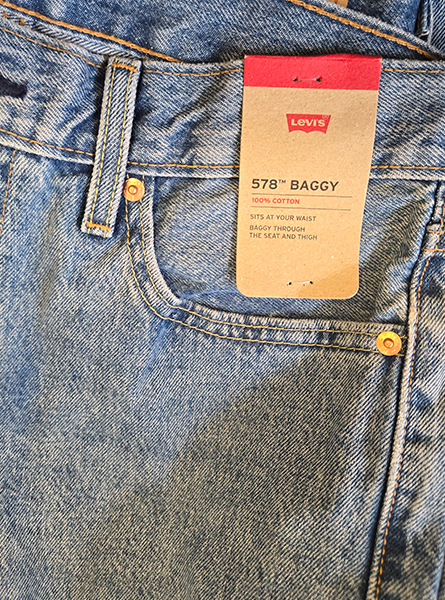 Levi's
578™ BAGGY
100% COTTON
SITS AT YOUR WAIST
BAGGY THROUGH
THE SEAT AND THIGH